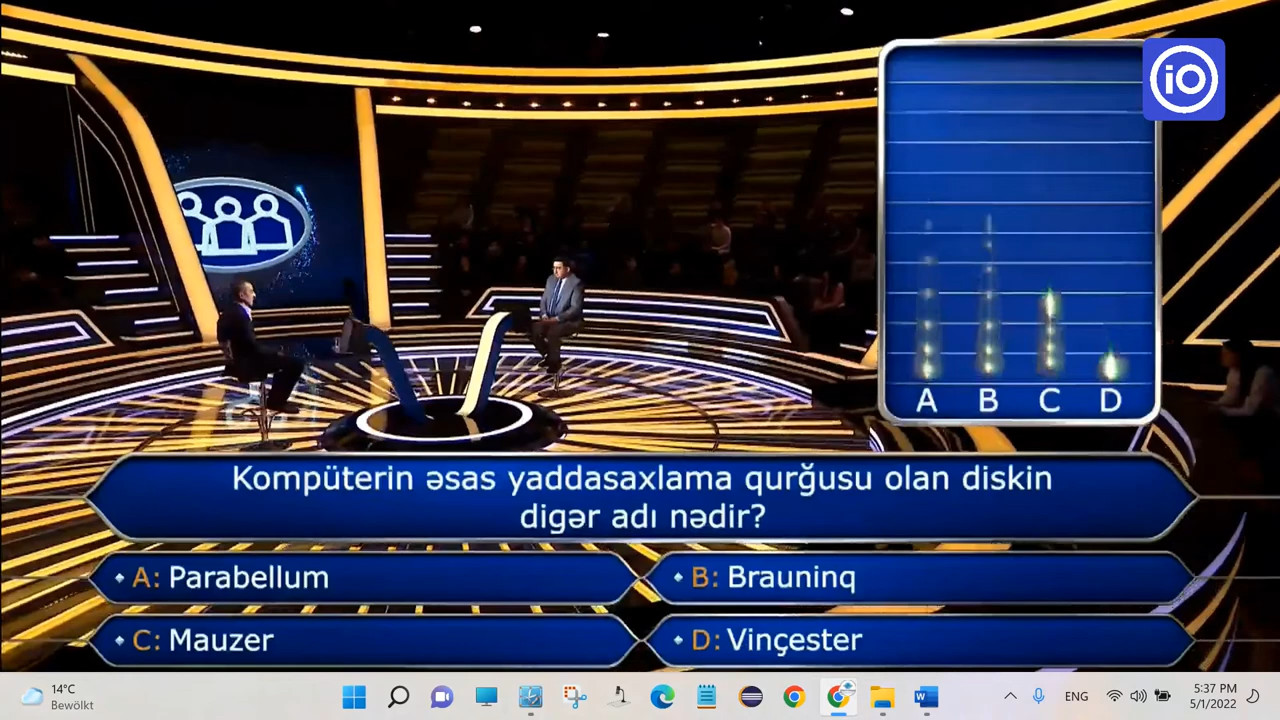 iO
A B C D
Kompüterin əsas yaddasaxlama qurğusu olan diskin
digər adı nədir?
A: Parabellum
B: Brauninq
C: Mauzer
D: Vinçester
14°C
Bewölkt
ENG
5:37 PM
5/1/2022